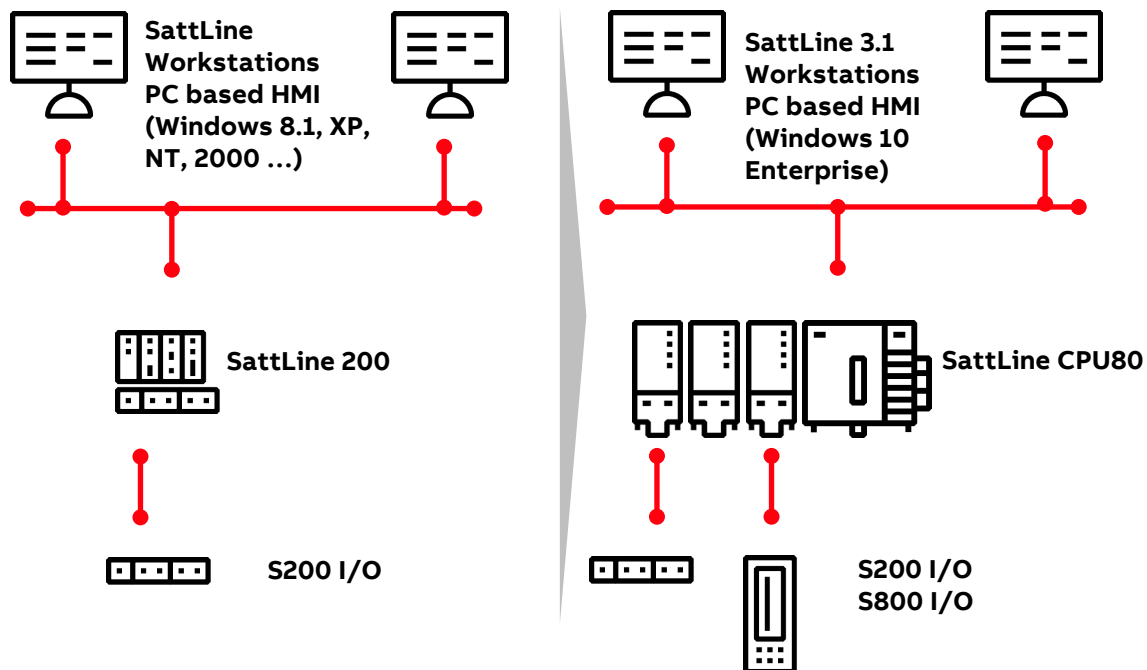 SattLine
Workstations
PC based HMI
(Windows 8.1, XP,
NT, 2000 ...)
SattLine 3.1
Workstations
PC based HMI
(Windows 10
Enterprise)
SattLine 200
SattLine CPU80
S200 I/O
S200 I/O
S800 I/O